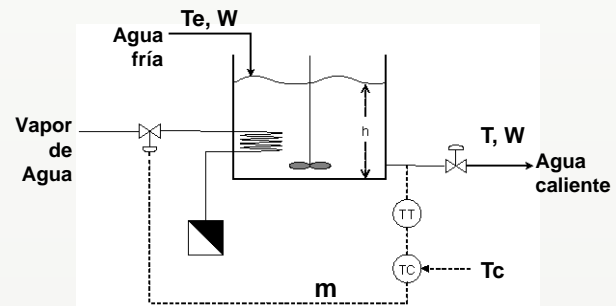 Te, W
Agua
fría
Vapor
de
Agua
h
T, W
Agua
caliente
TT
TC
Tc
m